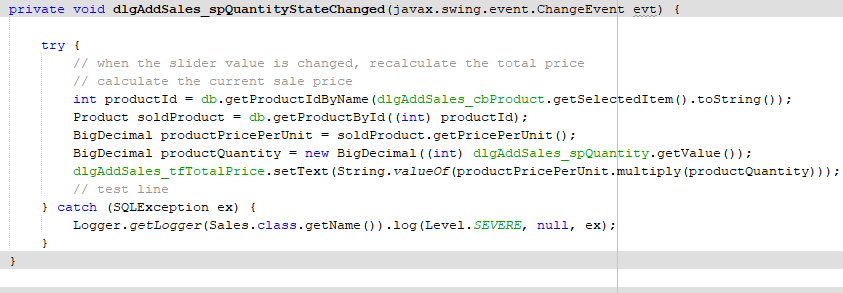 private void dlgAddSales_spQuantityStateChanged(javax.swing.event.ChangeEvent evt) {
try {
// when the slider value is changed, recalculate the total price
// calculate the current sale price
int productId = db.getProductIdByName(dlgAddSales_cbProduct.getSelectedItem().toString());
Product soldProduct = db.getProductById((int) productId);
BigDecimal productPricePerUnit = soldProduct.getPricePerUnit();
BigDecimal productQuantity = new BigDecimal((int) dlgAddSales_spQuantity.getValue());
dlgAddSales_tfTotalPrice.setText(String.valueOf(productPricePerUnit.multiply(productQuantity)));
// test line
} catch (SQLException ex) {
Logger.getLogger(Sales.class.getName()).log(Level.SEVERE, null, ex);
}
}